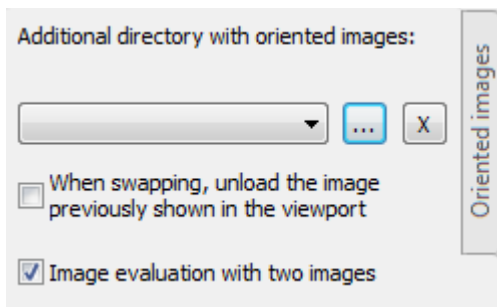 Additional directory with oriented images:
...
X
When swapping, unload the image
previously shown in the viewport
Image evaluation with two images
Oriented images